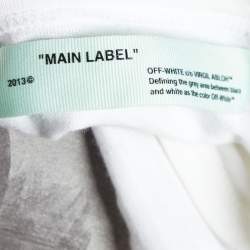 "MAIN LABEL"
2013©
OFF-WHITE c/o VIRGIL ABLOH™
Defining the grey area between black
and white as the color Off-White™